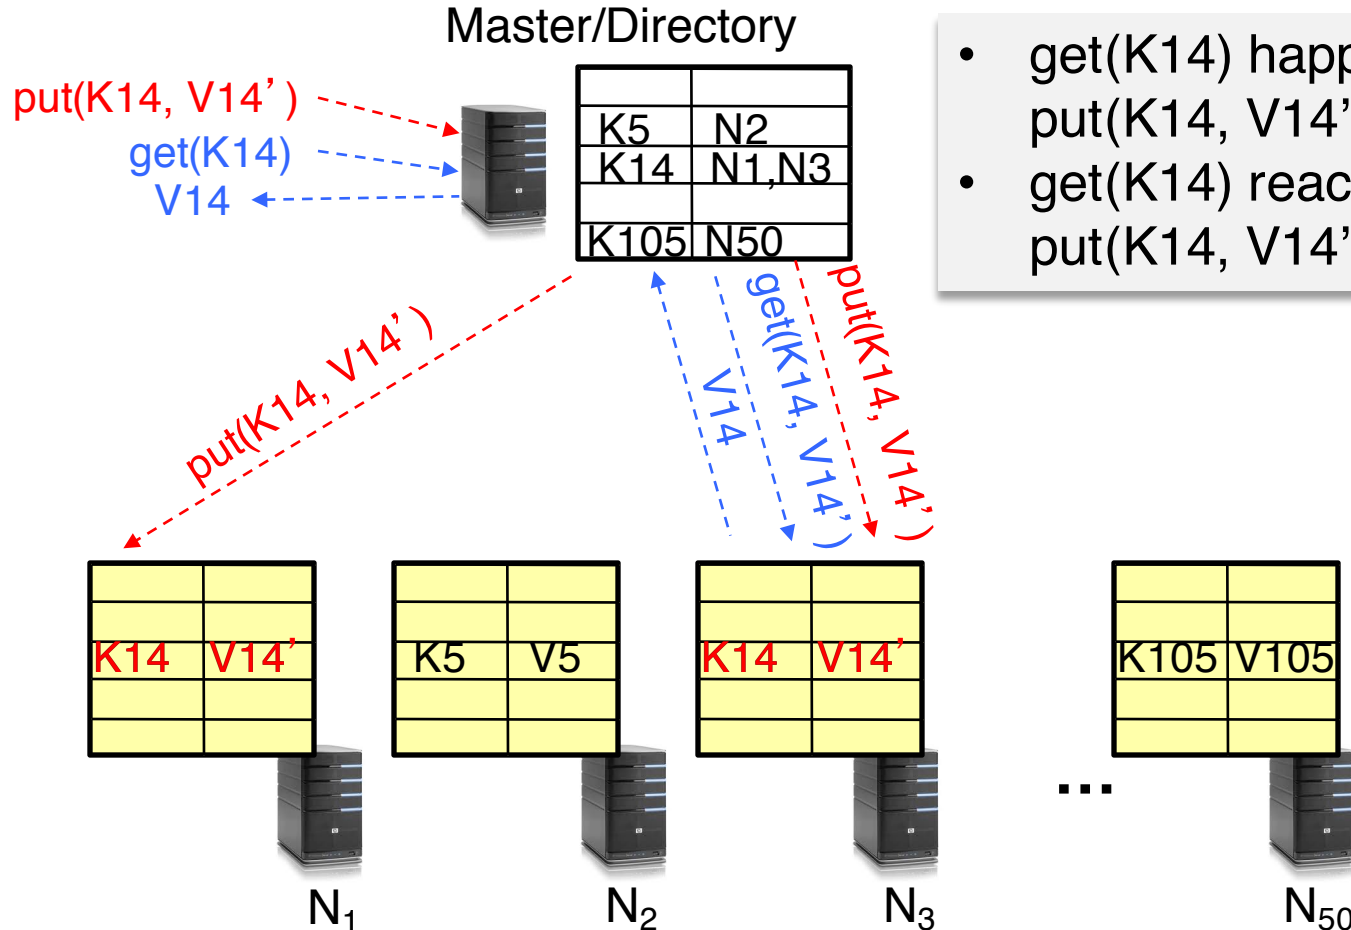 Master/Directory
put(K14, V14’)
get(K14)
V14
K5 N2
K14 N1,N3
K105 N50
• get(K14)
put(K14, V14’
• get(K14)
put(K14, V14’
put(K14, V14’)
V14
get(K14, V14’)
put(K14, V14’)
K14 V14’
K5 V5
K14 V14’
K105 V105
...
N1
N2
N3
N50